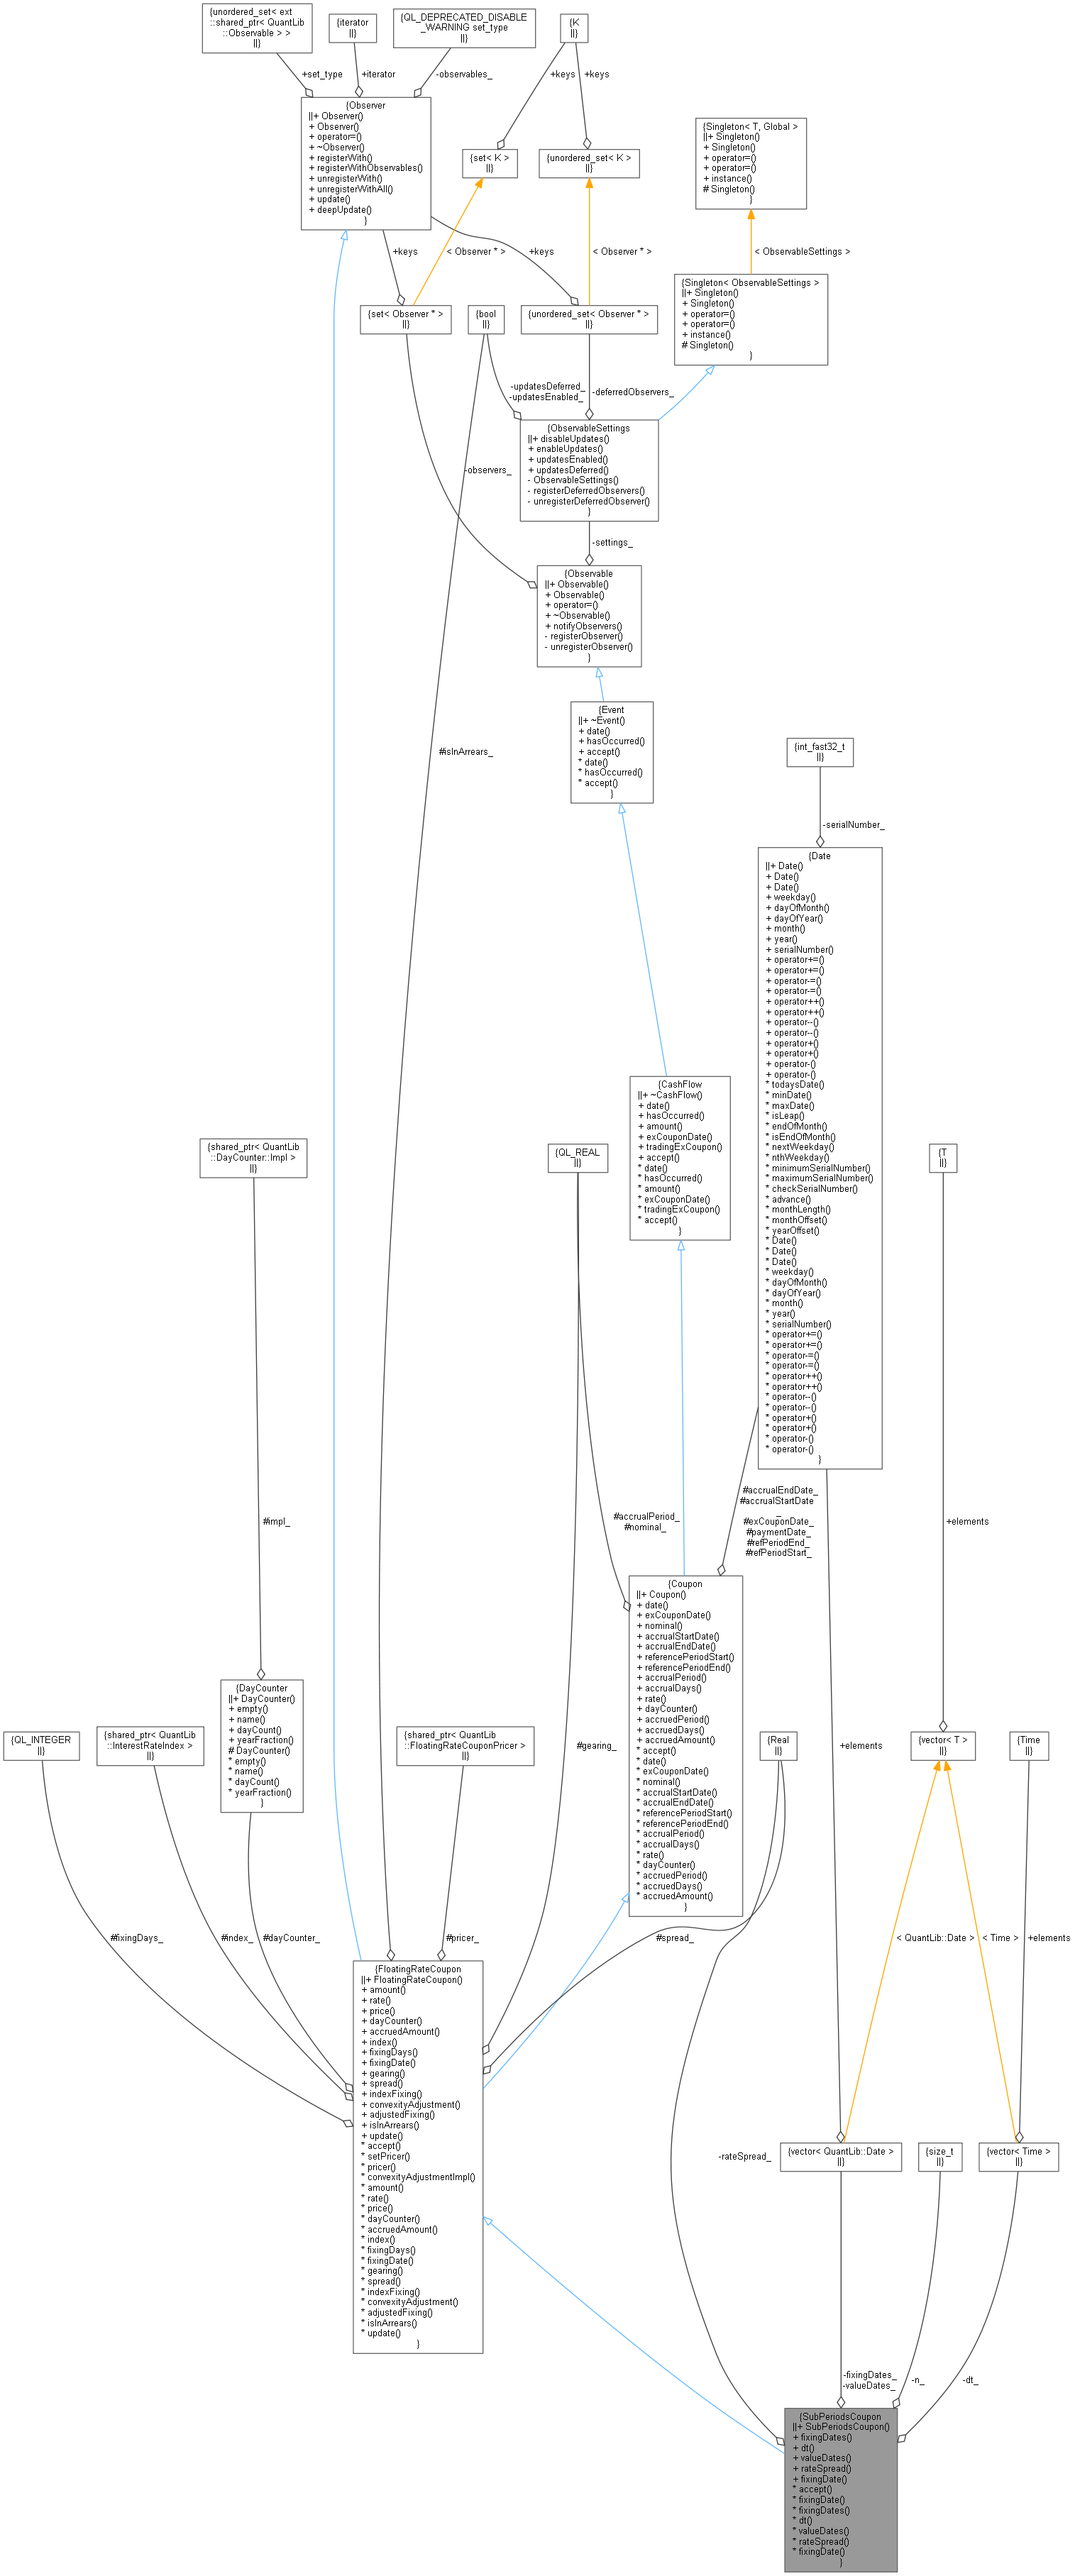 {unordered_set< ext
::shared_ptr< QuantLib
::Observable > >
||}
{iterator
||}
{QL_DEPRECATED_DISABLE
_WARNING set_type
||}
{K
||}
+set_type
+iterator
-observables_
+keys
+keys
{Observer
||+ Observer()
+ Observer()
+ operator=()
+ ~Observer()
+ registerWith()
+ registerWithObservables()
+ unregisterWith()
+ unregisterWithAll()
+ update()
+ deepUpdate()
}
{set< K >
||}
{unordered_set< K >
||}
{Singleton< T, Global >
||+ Singleton()
+ Singleton()
+ operator=()
+ operator=()
+ instance()
# Singleton()
}
+keys
< Observer * >
+keys
< Observer * >
< ObservableSettings >
{set< Observer * >
||}
{bool
||}
{unordered_set< Observer * >
||}
{Singleton< ObservableSettings >
||+ Singleton()
+ Singleton()
+ operator=()
+ operator=()
+ instance()
# Singleton()
}
-updatesDeferred_
-updatesEnabled_
-deferredObservers_
{ObservableSettings
||+ disableUpdates()
+ enableUpdates()
+ updatesEnabled()
+ updatesDeferred()
- ObservableSettings()
- registerDeferredObservers()
- unregisterDeferredObserver()
}
-observers_
-settings_
{Observable
||+ Observable()
+ Observable()
+ operator=()
+ ~Observable()
+ notifyObservers()
- registerObserver()
- unregisterObserver()
}
{Event
||+ ~Event()
+ date()
+ hasOccurred()
+ accept()
* date()
* hasOccurred()
* accept()
}
#isInArrears_
{int_fast32_t
||}
-serialNumber_
{Date
||+ Date()
+ Date()
+ Date()
+ weekday()
+ dayOfMonth()
+ dayOfYear()
+ month()
+ year()
+ serialNumber()
+ operator+=()
+ operator+=()
+ operator-=()
+ operator-=()
+ operator++()
+ operator++()
+ operator--()
+ operator--()
+ operator+()
+ operator+()
+ operator-()
+ operator-()
* todaysDate()
* minDate()
* maxDate()
* isLeap()
* endOfMonth()
* isEndOfMonth()
* nextWeekday()
* nthWeekday()
* minimumSerialNumber()
* maximumSerialNumber()
* checkSerialNumber()
* advance()
* monthLength()
* monthOffset()
* yearOffset()
* Date()
* Date()
* Date()
* weekday()
* dayOfMonth()
* dayOfYear()
* month()
* year()
* serialNumber()
* operator+=()
* operator+=()
* operator-=()
* operator-=()
* operator++()
* operator++()
* operator--()
* operator--()
* operator+()
* operator+()
* operator-()
* operator-()
}
{CashFlow
||+ ~CashFlow()
+ date()
+ hasOccurred()
+ amount()
+ exCouponDate()
+ tradingExCoupon()
+ accept()
* date()
* hasOccurred()
* amount()
* exCouponDate()
* tradingExCoupon()
* accept()
}
{shared_ptr< QuantLib
::DayCounter::Impl >
||}
{QL_REAL
||}
{T
||}
#impl_
#accrualPeriod_
#nominal_
#accrualEndDate_
#accrualStartDate
_
#exCouponDate_
#paymentDate_
#refPeriodEnd_
#refPeriodStart_
+elements
{Coupon
||+ Coupon()
+ date()
+ exCouponDate()
+ nominal()
+ accrualStartDate()
+ accrualEndDate()
+ referencePeriodStart()
+ referencePeriodEnd()
+ accrualPeriod()
+ accrualDays()
+ rate()
+ dayCounter()
+ accruedPeriod()
+ accruedDays()
+ accruedAmount()
* accept()
* date()
* exCouponDate()
* nominal()
* accrualStartDate()
* accrualEndDate()
* referencePeriodStart()
* referencePeriodEnd()
* accrualPeriod()
* accrualDays()
* rate()
* dayCounter()
* accruedPeriod()
* accruedDays()
* accruedAmount()
}
{QL_INTEGER
||}
{shared_ptr< QuantLib
::InterestRateIndex >
||}
{DayCounter
||+ DayCounter()
+ empty()
+ name()
+ dayCount()
+ yearFraction()
# DayCounter()
* empty()
* name()
* dayCount()
* yearFraction()
}
{shared_ptr< QuantLib
::FloatingRateCouponPricer >
||}
#gearing_
{Real
||}
+elements
{vector< T >
||}
{Time
||}
#fixingDays_
#index_
#dayCounter_
#pricer_
#spread_
< QuantLib::Date >
< Time >
+elements
{FloatingRateCoupon
||+ FloatingRateCoupon()
+ amount()
+ rate()
+ price()
+ dayCounter()
+ accruedAmount()
+ index()
+ fixingDays()
+ fixingDate()
+ gearing()
+ spread()
+ indexFixing()
+ convexityAdjustment()
+ adjustedFixing()
+ isInArrears()
+ update()
* accept()
* setPricer()
* pricer()
* convexityAdjustmentImpl()
* amount()
* rate()
* price()
* dayCounter()
* accruedAmount()
* index()
* fixingDays()
* fixingDate()
* gearing()
* spread()
* indexFixing()
* convexityAdjustment()
* adjustedFixing()
* isInArrears()
* update()
}
-rateSpread_
{vector< QuantLib::Date >
||}
{size_t
||}
{vector< Time >
||}
-fixingDates_
-valueDates_
-n_
-dt_
{SubPeriodsCoupon
||+ SubPeriodsCoupon()
+ fixingDates()
+ dt()
+ valueDates()
+ rateSpread()
+ fixingDate()
* accept()
* fixingDate()
* fixingDates()
* dt()
* valueDates()
* rateSpread()
* fixingDate()
}